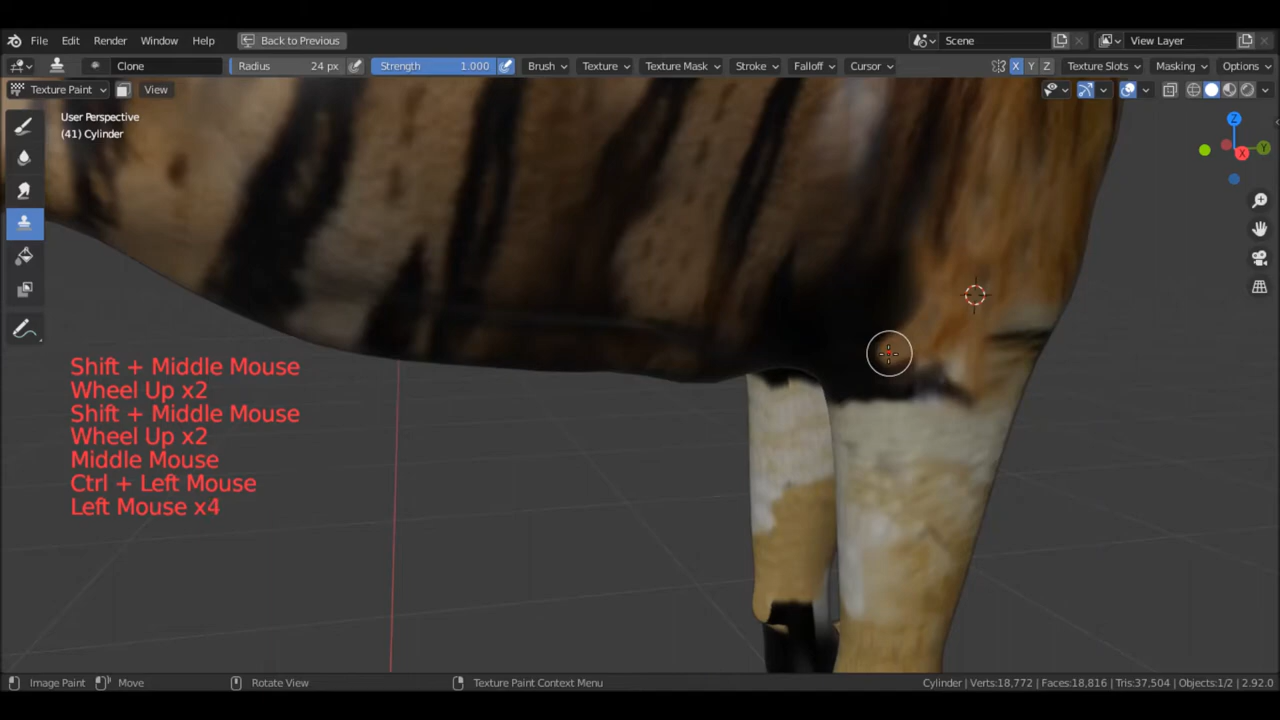 File Edit Render Window Help Back to Previous Scene View Layer
Clone Radius 24 px Strength 1.000 Brush Texture Texture Mask Stroke Falloff Cursor X Y Z Texture Slots Masking Options
Texture Paint View
User Perspective
(41) Cylinder
Z
Y
X
Shift + Middle Mouse
Wheel Up x2
Shift + Middle Mouse
Wheel Up x2
Middle Mouse
Ctrl + Left Mouse
Left Mouse x4
Image Paint Move Rotate View Texture Paint Context Menu Cylinder | Verts:18,772 | Faces:18,816 | Tris:37,504 | Objects:1/2 | 2.92.0